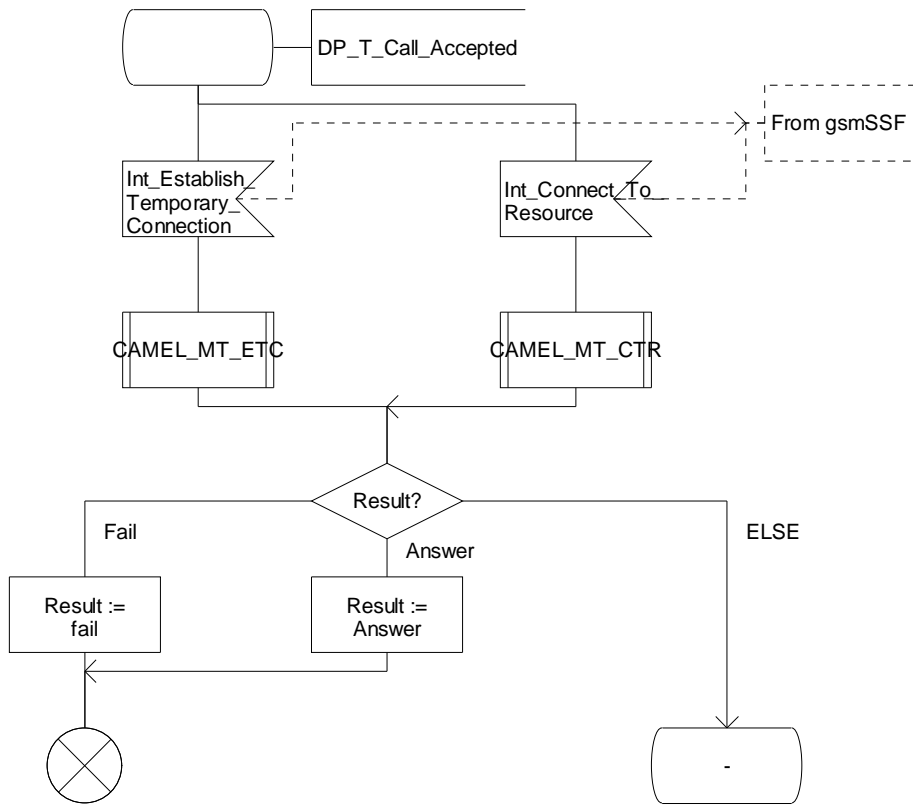 DP_T_Call_Accepted
From gsmSSF
Int_Establish_
Temporary_
Connection
Int_Connect_To_
Resource
CAMEL_MT_ETC
CAMEL_MT_CTR
Result?
Fail
Answer
ELSE
Result :=
fail
Result :=
Answer
-